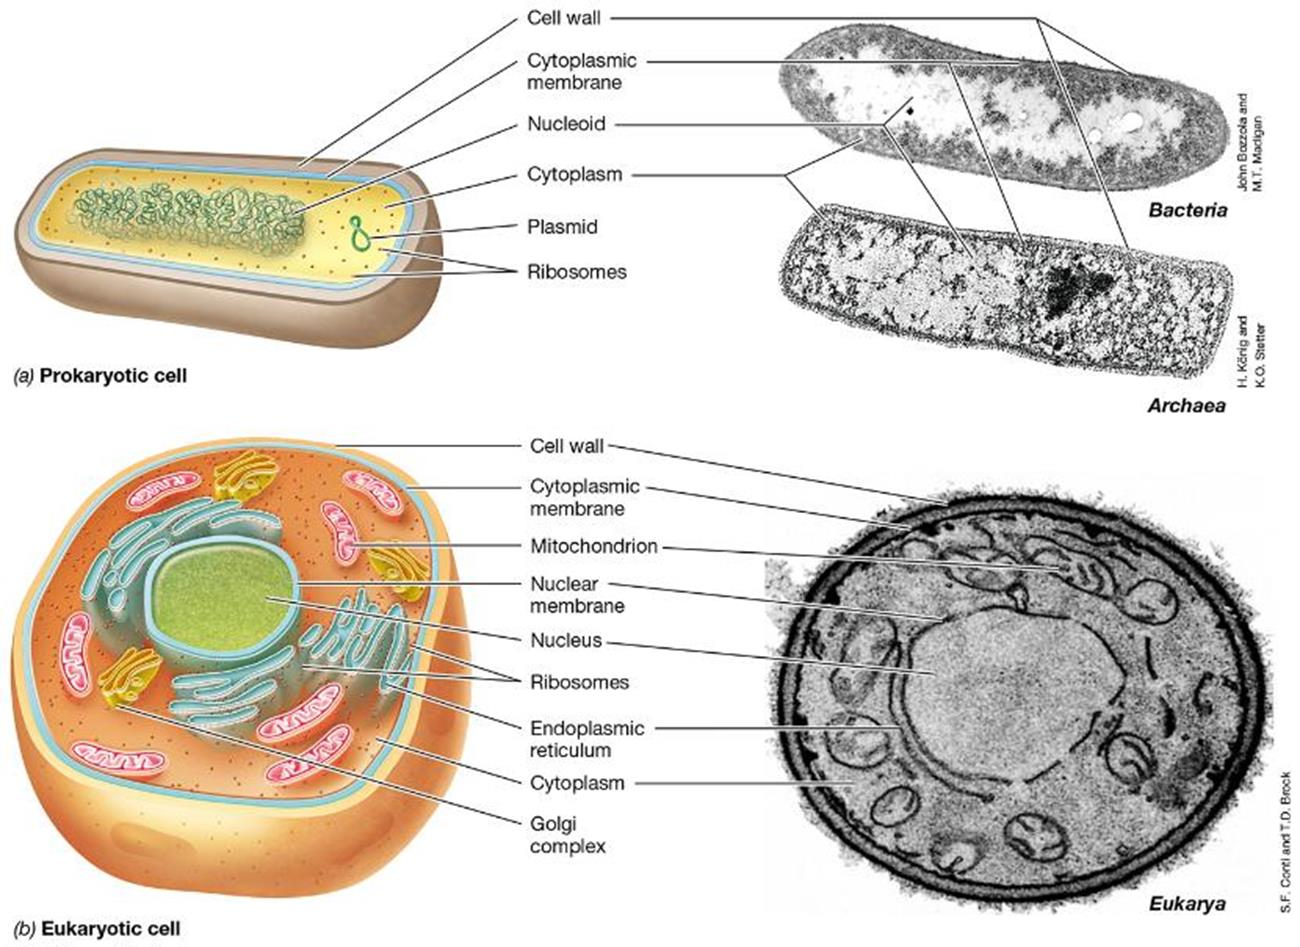 Cell wall
Cytoplasmic
membrane
Nucleoid
Cytoplasm
Plasmid
Ribosomes
John Bozzola and
M.T. Madigan
Bacteria
H. König and
K.O. Stetter
(a) Prokaryotic cell
Archaea
Cell wall
Cytoplasmic
membrane
Mitochondrion
Nuclear
membrane
Nucleus
Ribosomes
Endoplasmic
reticulum
Cytoplasm
Golgi
complex
S.F. Conti and T.D. Brock
Eukarya
(b) Eukaryotic cell